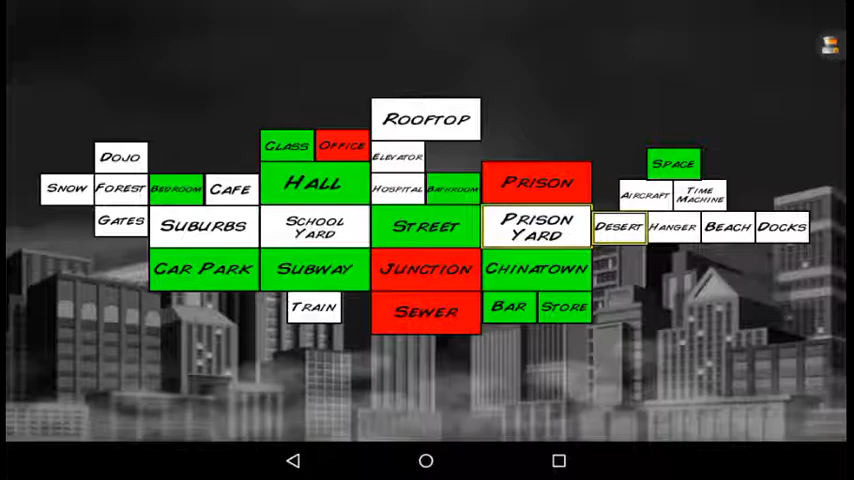 ROOFTOP
CLASS
OFFICE
DOJO
ELEVATOR
SPACE
SNOW
FOREST
BEDROOM
CAFE
HALL
HOSPITAL
BATHROOM
PRISON
AIRCRAFT
TIME
MACHINE
GATES
SUBURBS
SCHOOL
YARD
STREET
PRISON
YARD
DESERT
HANGER
BEACH
DOCKS
CAR PARK
SUBWAY
JUNCTION
CHINATOWN
TRAIN
SEWER
BAR
STORE